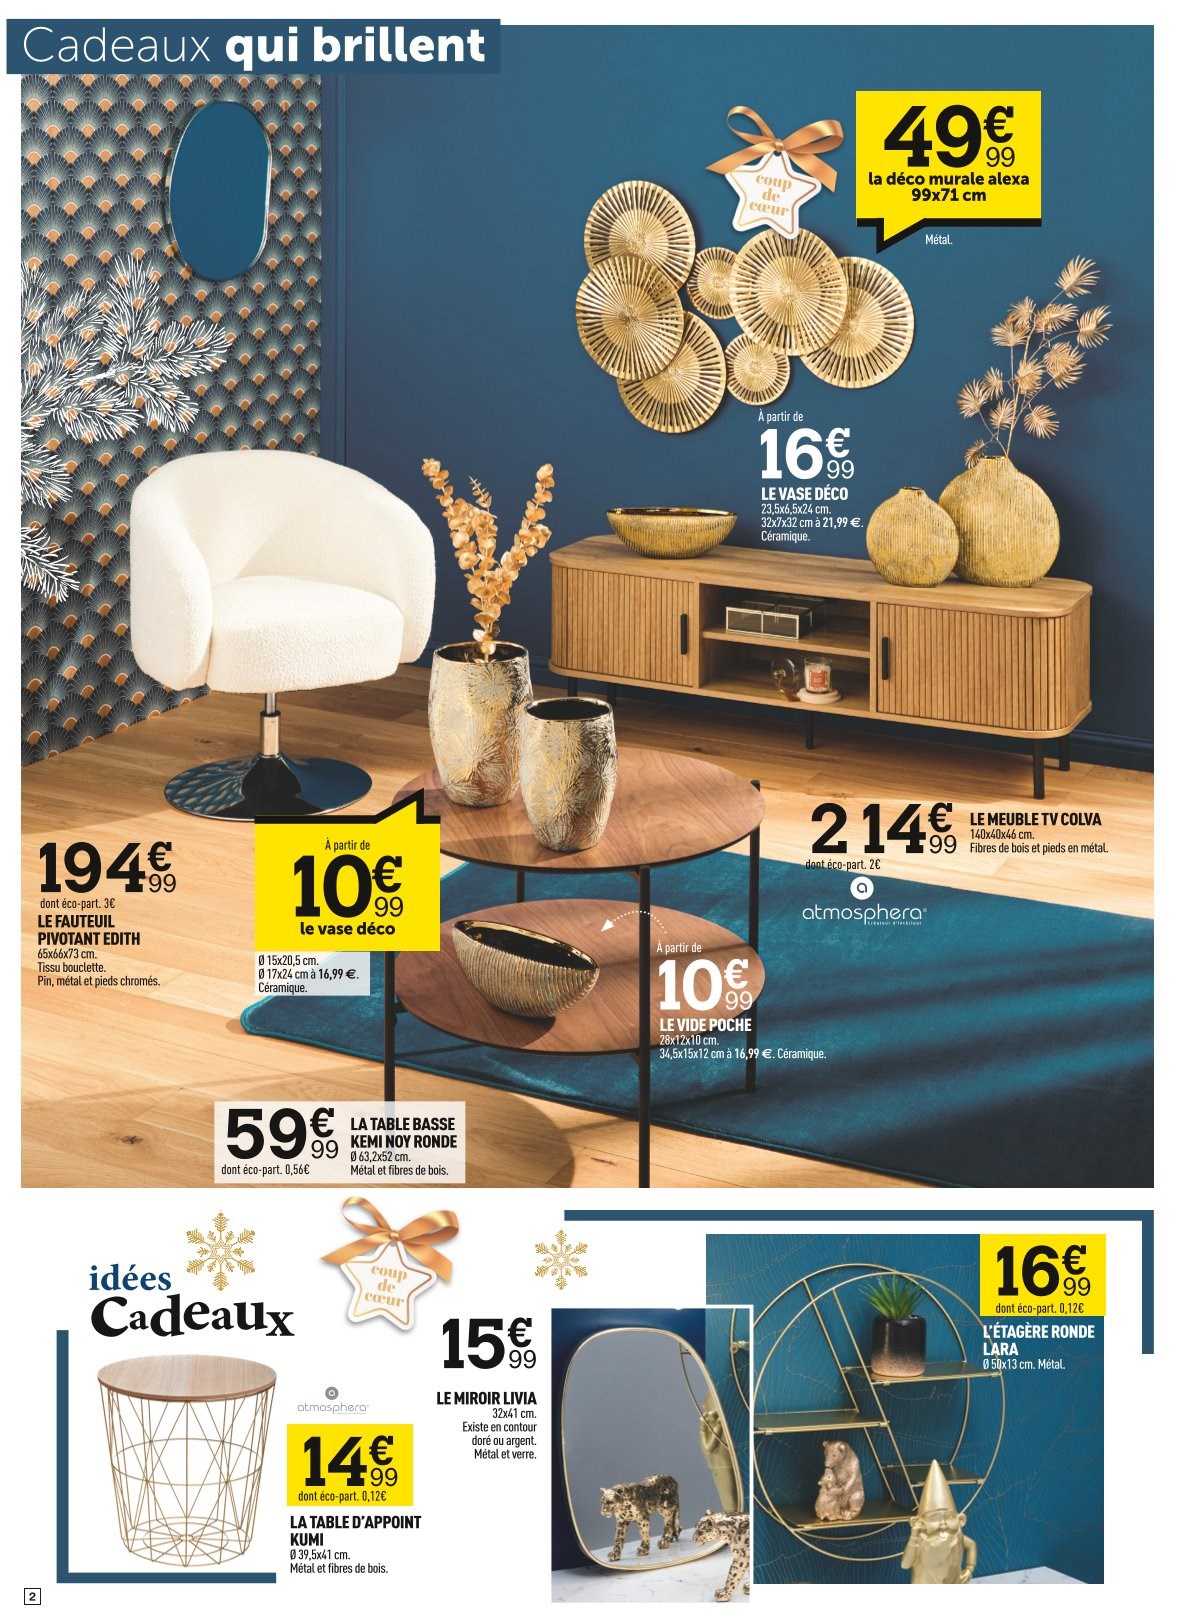 Cadeaux qui brillent
coup
de
cœur
49€99
la déco murale alexa
99x71 cm
Métal.
À partir de
16€99
LE VASE DÉCO
23,5x6,5x24 cm.
32x7x32 cm à 21,99 €.
Céramique.
214€99
dont éco-part. 2€
LE MEUBLE TV COLVA
140x40x46 cm.
Fibres de bois et pieds en métal.
atmosphera
Créateur d'intérieur
194€99
dont éco-part. 3€
LE FAUTEUIL
PIVOTANT EDITH
65x66x73 cm.
Tissu bouclette.
Pin, métal et pieds chromés.
À partir de
10€99
le vase déco
Ø 15x20,5 cm.
Ø 17x24 cm à 16,99 €.
Céramique.
À partir de
10€99
LE VIDE POCHE
28x12x10 cm.
34,5x15x12 cm à 16,99 €. Céramique.
59€99
dont éco-part. 0,56€
LA TABLE BASSE
KEMI NOY RONDE
Ø 63,2x52 cm.
Métal et fibres de bois.
idées
Cadeaux
coup
de
cœur
atmosphera
14€99
dont éco-part. 0,12€
LA TABLE D'APPOINT
KUMI
Ø 39,5x41 cm.
Métal et fibres de bois.
15€99
LE MIROIR LIVIA
32x41 cm.
Existe en contour
doré ou argent.
Métal et verre.
16€99
dont éco-part. 0,12€
L'ÉTAGÈRE RONDE
LARA
Ø 50x13 cm. Métal.
2